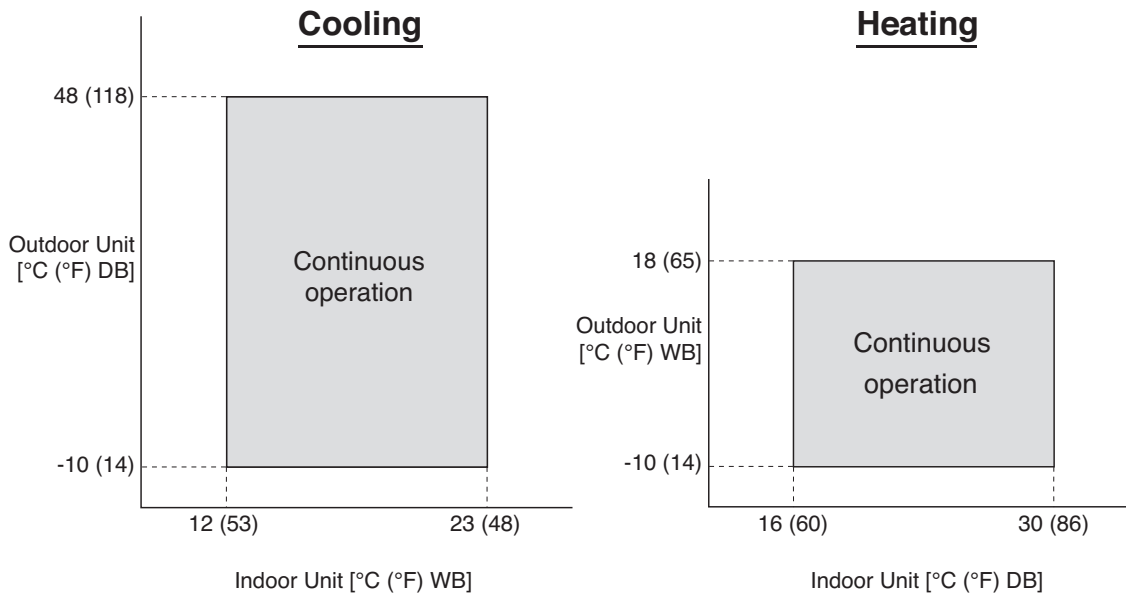 Cooling
48 (118)
Outdoor Unit
[°C (°F) DB]
Continuous
operation
-10 (14)
12 (53)
23 (48)
Indoor Unit [°C (°F) WB]
Heating
18 (65)
Outdoor Unit
[°C (°F) WB]
Continuous
operation
-10 (14)
16 (60)
30 (86)
Indoor Unit [°C (°F) DB]